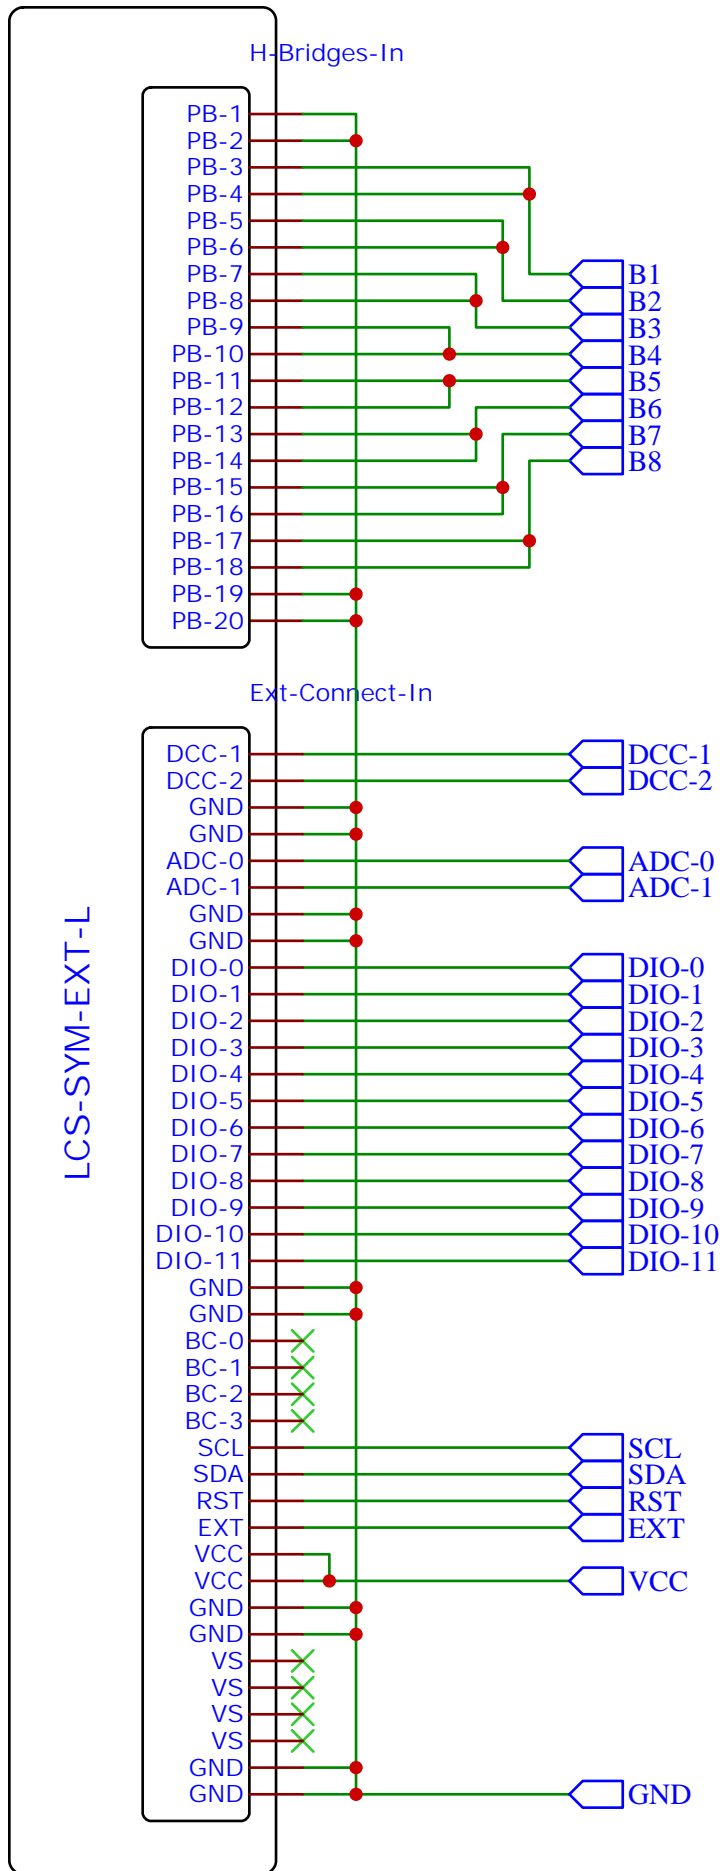 H-Bridges-In
PB-1
PB-2
PB-3
PB-4
PB-5
PB-6
PB-7 B1
PB-8 B2
PB-9 B3
PB-10 B4
PB-11 B5
PB-12 B6
PB-13 B7
PB-14 B8
PB-15
PB-16
PB-17
PB-18
PB-19
PB-20
Ext-Connect-In
DCC-1 DCC-1
DCC-2 DCC-2
GND
GND
ADC-0 ADC-0
ADC-1 ADC-1
GND
GND
DIO-0 DIO-0
DIO-1 DIO-1
DIO-2 DIO-2
DIO-3 DIO-3
DIO-4 DIO-4
DIO-5 DIO-5
DIO-6 DIO-6
DIO-7 DIO-7
DIO-8 DIO-8
DIO-9 DIO-9
DIO-10 DIO-10
DIO-11 DIO-11
GND
GND
BC-0
BC-1
BC-2
BC-3
SCL SCL
SDA SDA
RST RST
EXT EXT
VCC
VCC VCC
GND
GND
VS
VS
VS
VS
GND
GND GND
LCS-SYM-EXT-L